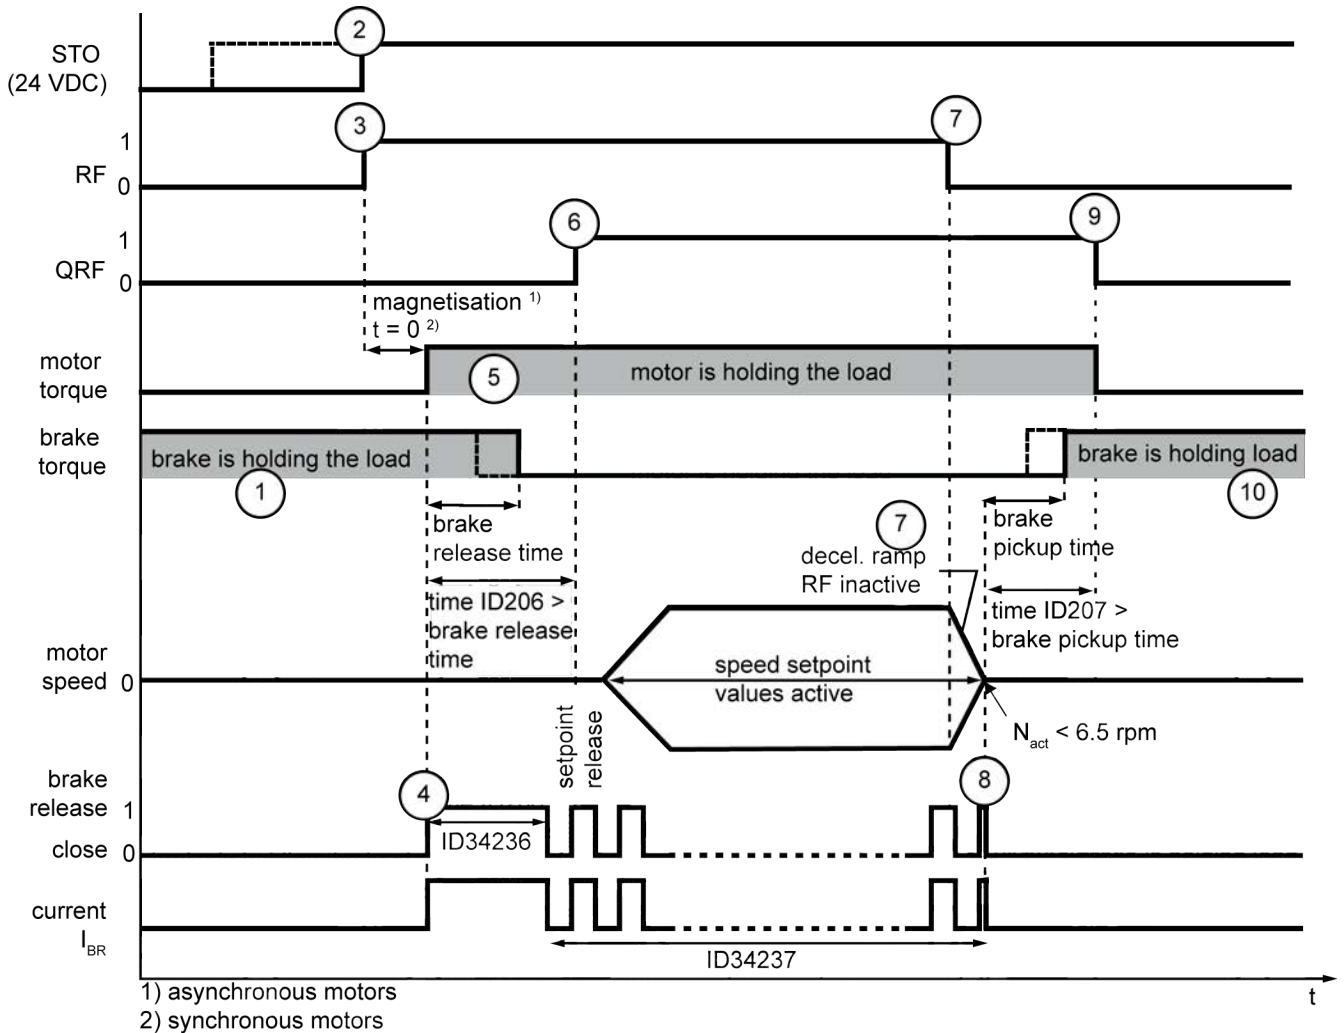 STO
(24 VDC)
2
3
7
1
RF
0
6
9
1
QRF
0
magnetisation 1)
t = 0 2)
motor
torque
5
motor is holding the load
brake
torque
brake is holding the load
1
brake is holding load
10
brake
release time
7
brake
pickup time
decel. ramp
RF inactive
time ID206 >
brake release
time
time ID207 >
brake pickup time
motor
speed
0
speed setpoint
values active
setpoint
release
Nact < 6.5 rpm
brake
release
1
close
0
4
8
ID34236
current
IBR
ID34237
t
1) asynchronous motors
2) synchronous motors